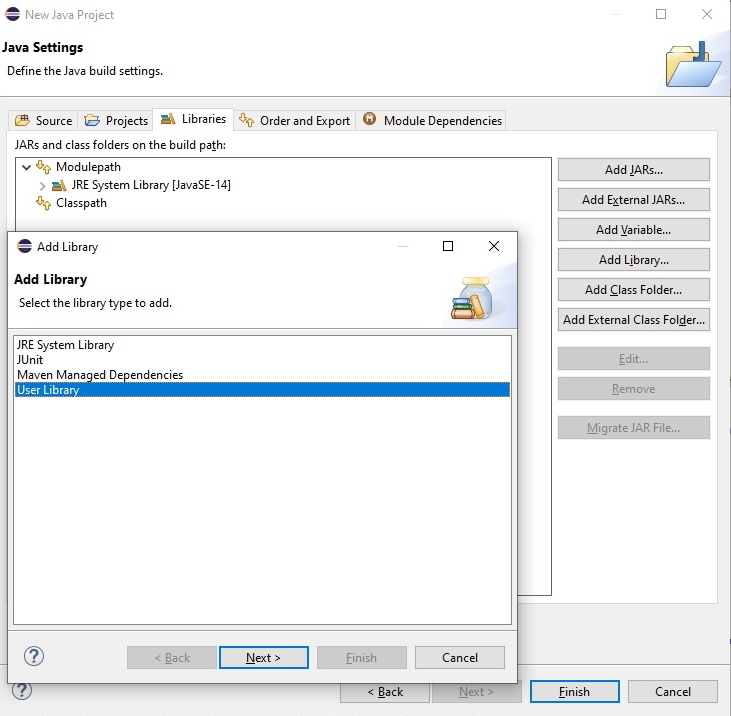 New Java Project
Java Settings
Define the Java build settings.
Source Projects Libraries Order and Export Module Dependencies
JARs and class folders on the build path:
Modulepath
JRE System Library [JavaSE-14]
Classpath
Add JARs...
Add External JARs...
Add Variable...
Add Library...
Add Class Folder...
Add External Class Folder...
Edit...
Remove
Migrate JAR File...
Add Library
Add Library
Select the library type to add.
JRE System Library
JUnit
Maven Managed Dependencies
User Library
? < Back Next > Finish Cancel
? < Back Next > Finish Cancel